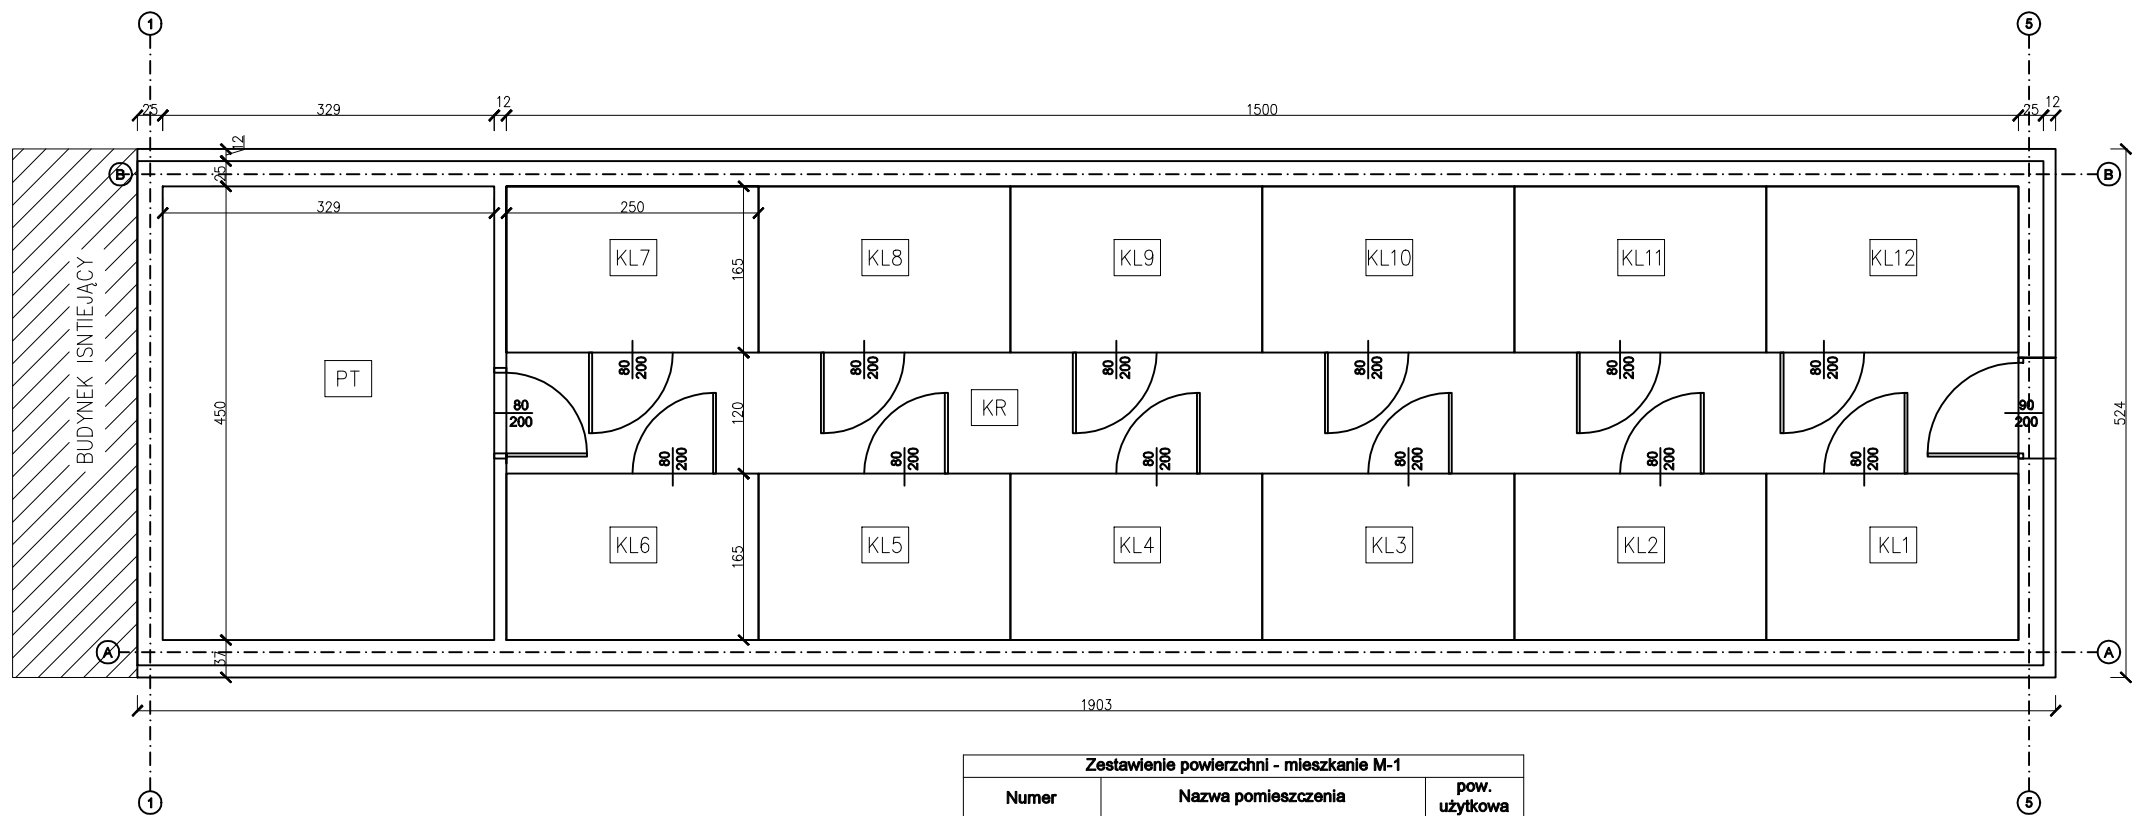 1
5
25
329
12
1500
25
12
12
25
B
B
329
250
KL7
KL8
KL9
KL10
KL11
KL12
165
BUDYNEK ISNTIEJĄCY
PT
450
80
200
80
200
80
200
80
200
80
200
80
200
80
200
120
KR
90
200
524
80
200
80
200
80
200
80
200
80
200
80
200
165
KL6
KL5
KL4
KL3
KL2
KL1
A
A
37
1903
Zestawienie powierzchni - mieszkanie M-1
Numer
Nazwa pomieszczenia
pow.
użytkowa
1
5